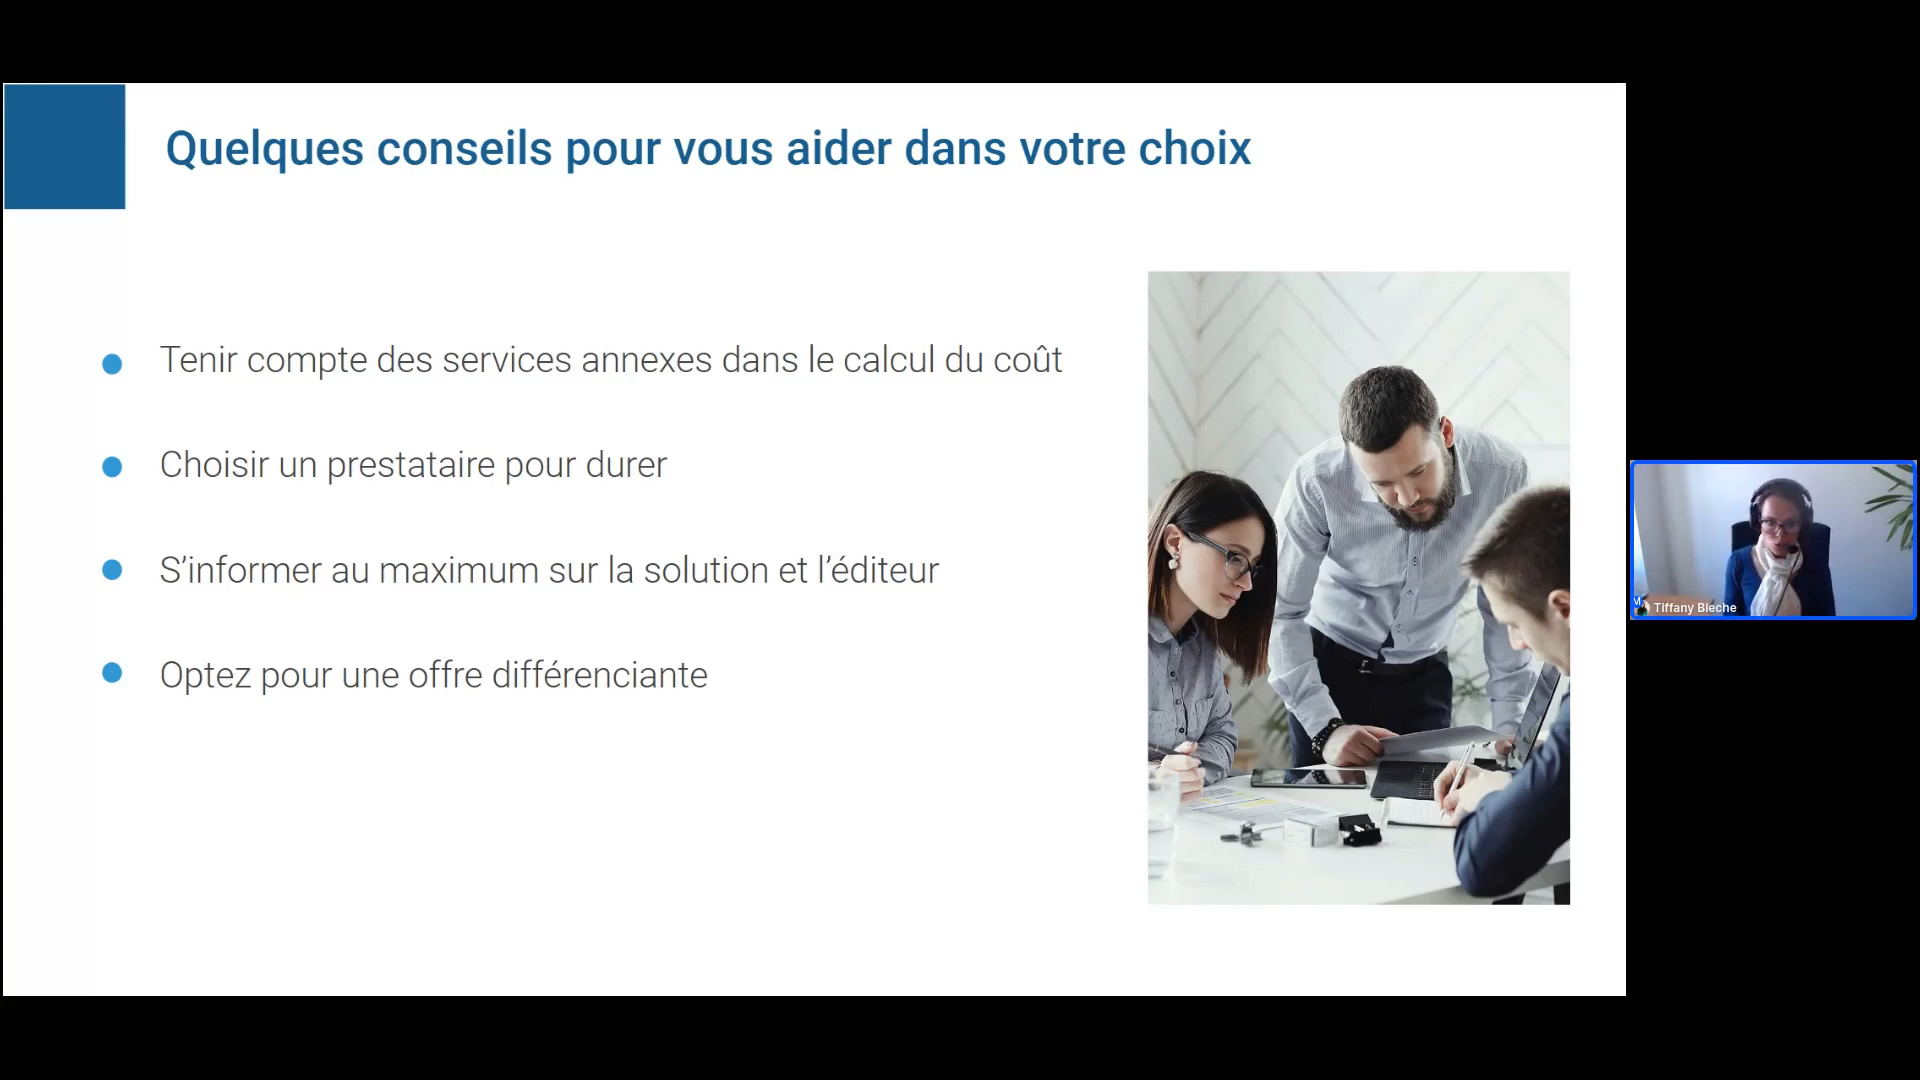 Quelques conseils pour vous aider dans votre choix
Tenir compte des services annexes dans le calcul du coût
Choisir un prestataire pour durer
S’informer au maximum sur la solution et l’éditeur
Optez pour une offre différenciante
Tiffany Bleche